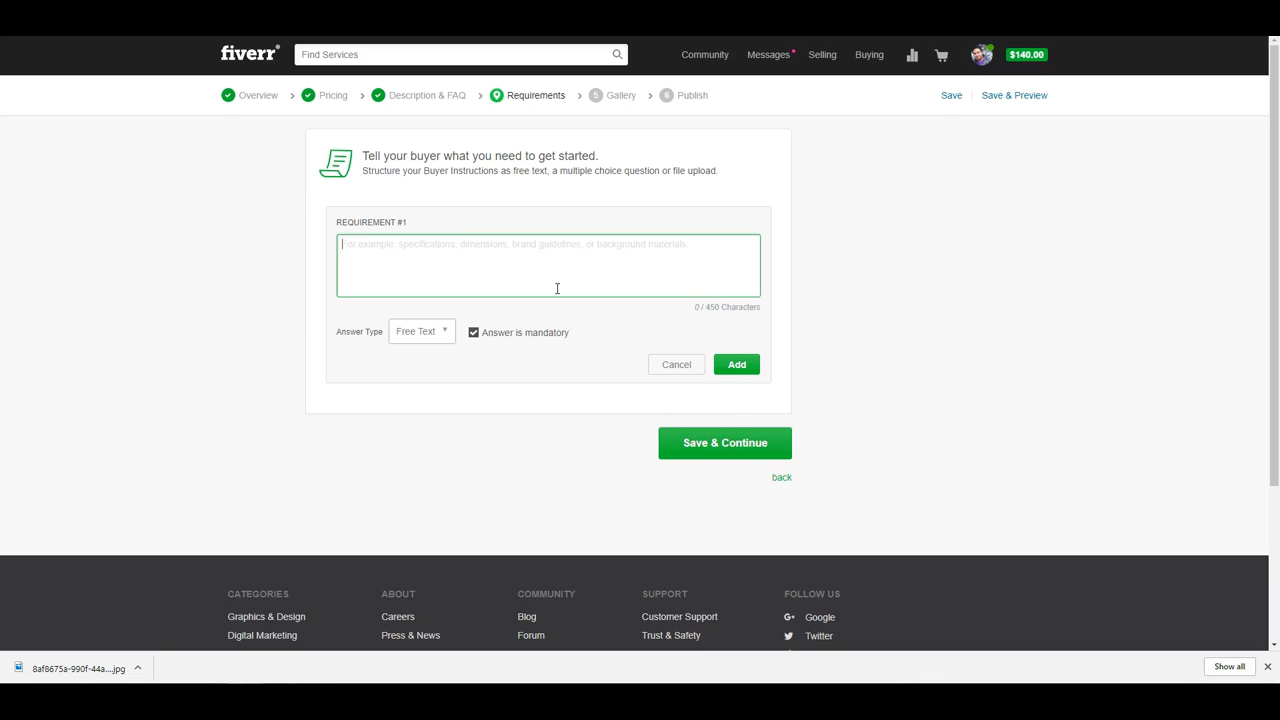 fiverr
Find Services
Community
Messages
Selling
Buying
$140.00
Overview
Pricing
Description & FAQ
Requirements
5 Gallery
6 Publish
Save
Save & Preview
Tell your buyer what you need to get started.
Structure your Buyer Instructions as free text, a multiple choice question or file upload.
REQUIREMENT #1
For example: specifications, dimensions, brand guidelines, or background materials.
0 / 450 Characters
Answer Type
Free Text
Answer is mandatory
Cancel
Add
Save & Continue
back
CATEGORIES
ABOUT
COMMUNITY
SUPPORT
FOLLOW US
Graphics & Design
Careers
Blog
Customer Support
G+ Google
Digital Marketing
Press & News
Forum
Trust & Safety
Twitter
8af8675a-990f-44a....jpg
Show all